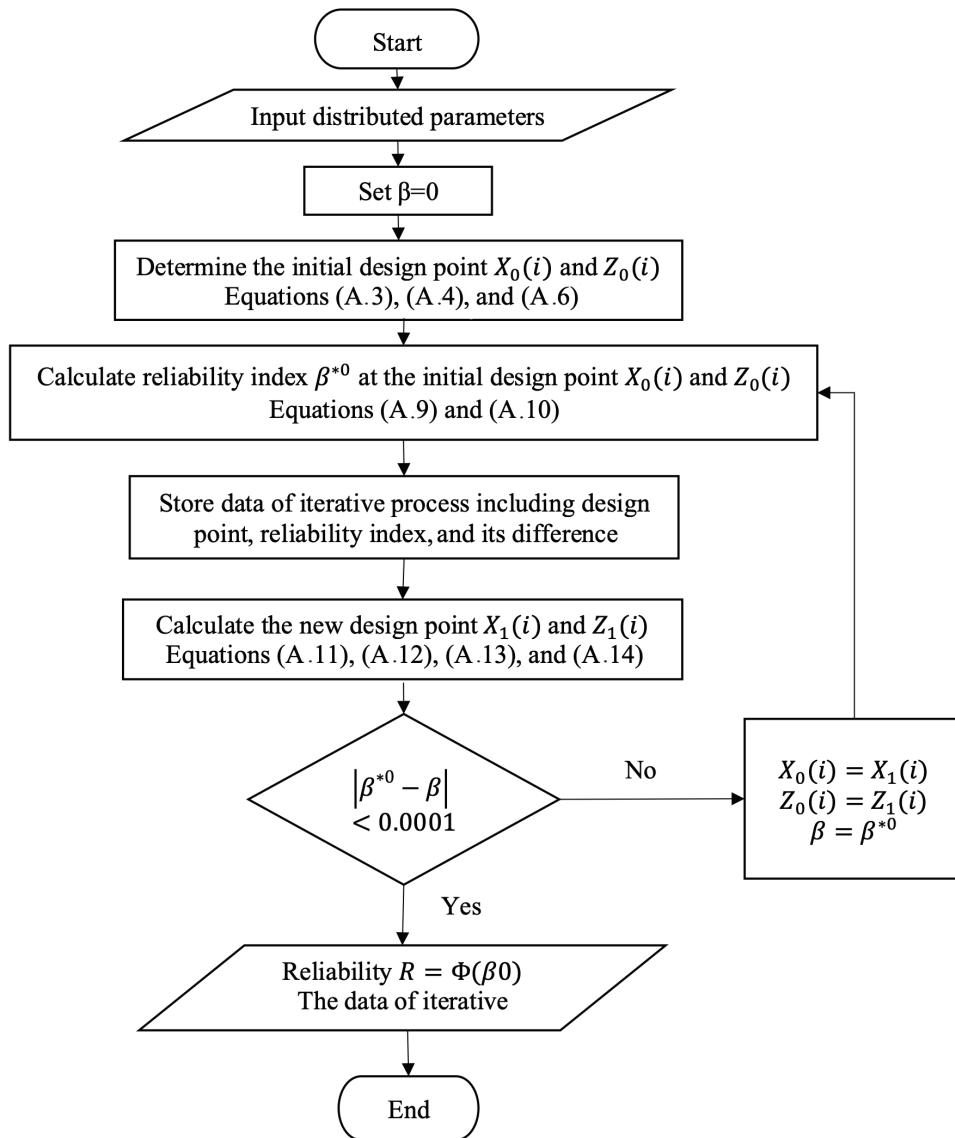 Start
Input distributed parameters
Set β=0
Determine the initial design point X₀(i) and Z₀(i)
Equations (A.3), (A.4), and (A.6)
Calculate reliability index β*⁰ at the initial design point X₀(i) and Z₀(i)
Equations (A.9) and (A.10)
Store data of iterative process including design
point, reliability index, and its difference
Calculate the new design point X₁(i) and Z₁(i)
Equations (A.11), (A.12), (A.13), and (A.14)
|β*⁰ − β|
< 0.0001
No
X₀(i) = X₁(i)
Z₀(i) = Z₁(i)
β = β*⁰
Yes
Reliability R = Φ(β0)
The data of iterative
End